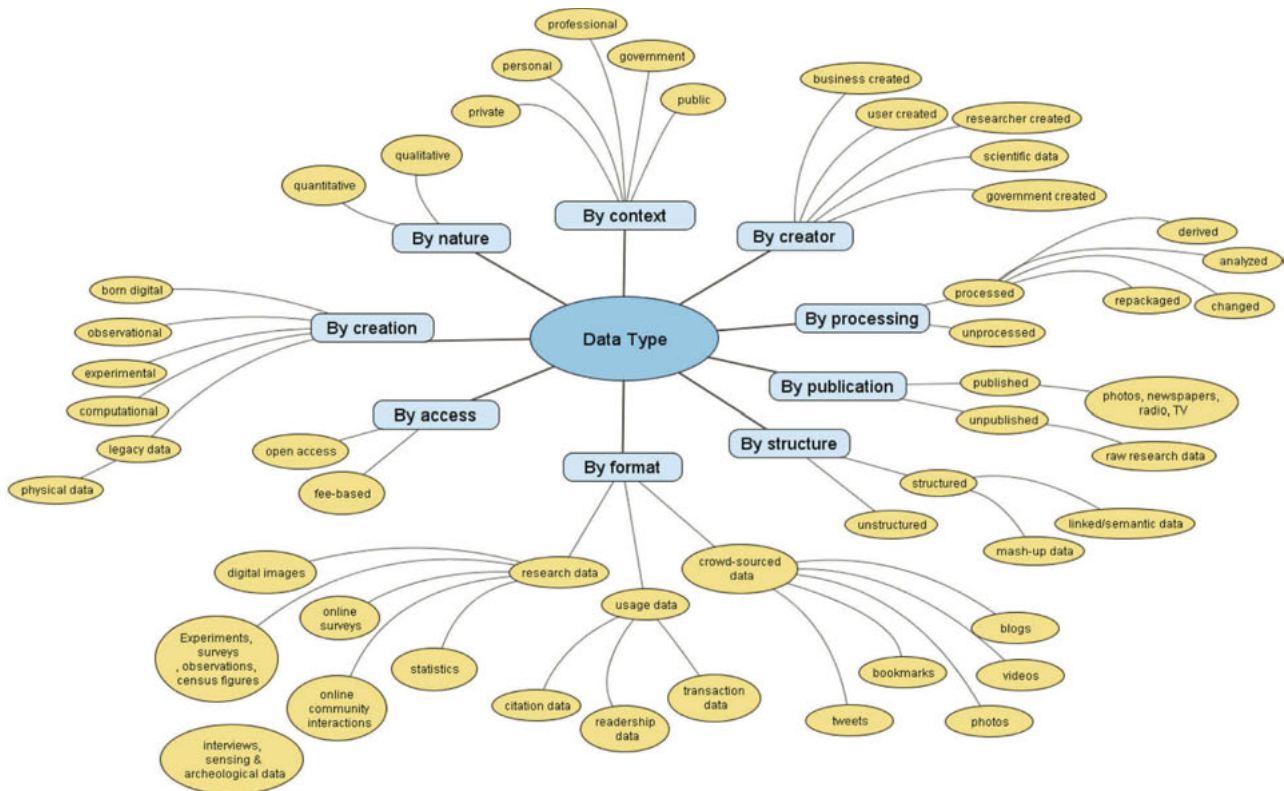 professional
government
personal
public
private
business created
user created
researcher created
scientific data
government created
qualitative
quantitative
By context
By nature
By creator
derived
analyzed
processed
repackaged
changed
born digital
observational
By creation
Data Type
By processing
unprocessed
experimental
By publication
published
photos, newspapers,
radio, TV
computational
By access
unpublished
legacy data
open access
By structure
raw research data
physical data
fee-based
By format
structured
unstructured
linked/semantic data
mash-up data
digital images
research data
crowd-sourced
data
online
surveys
usage data
blogs
Experiments,
surveys
, observations,
census figures
statistics
bookmarks
videos
online
community
interactions
citation data
readership
data
transaction
data
tweets
photos
interviews,
sensing &
archeological data